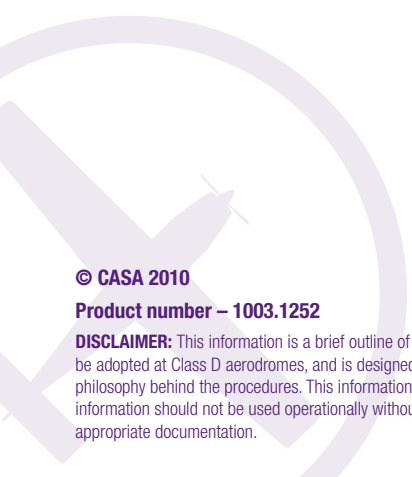 © CASA 2010
Product number – 1003.1252
DISCLAIMER: This information is a brief outline of
be adopted at Class D aerodromes, and is designed
philosophy behind the procedures. This information
information should not be used operationally withou
appropriate documentation.